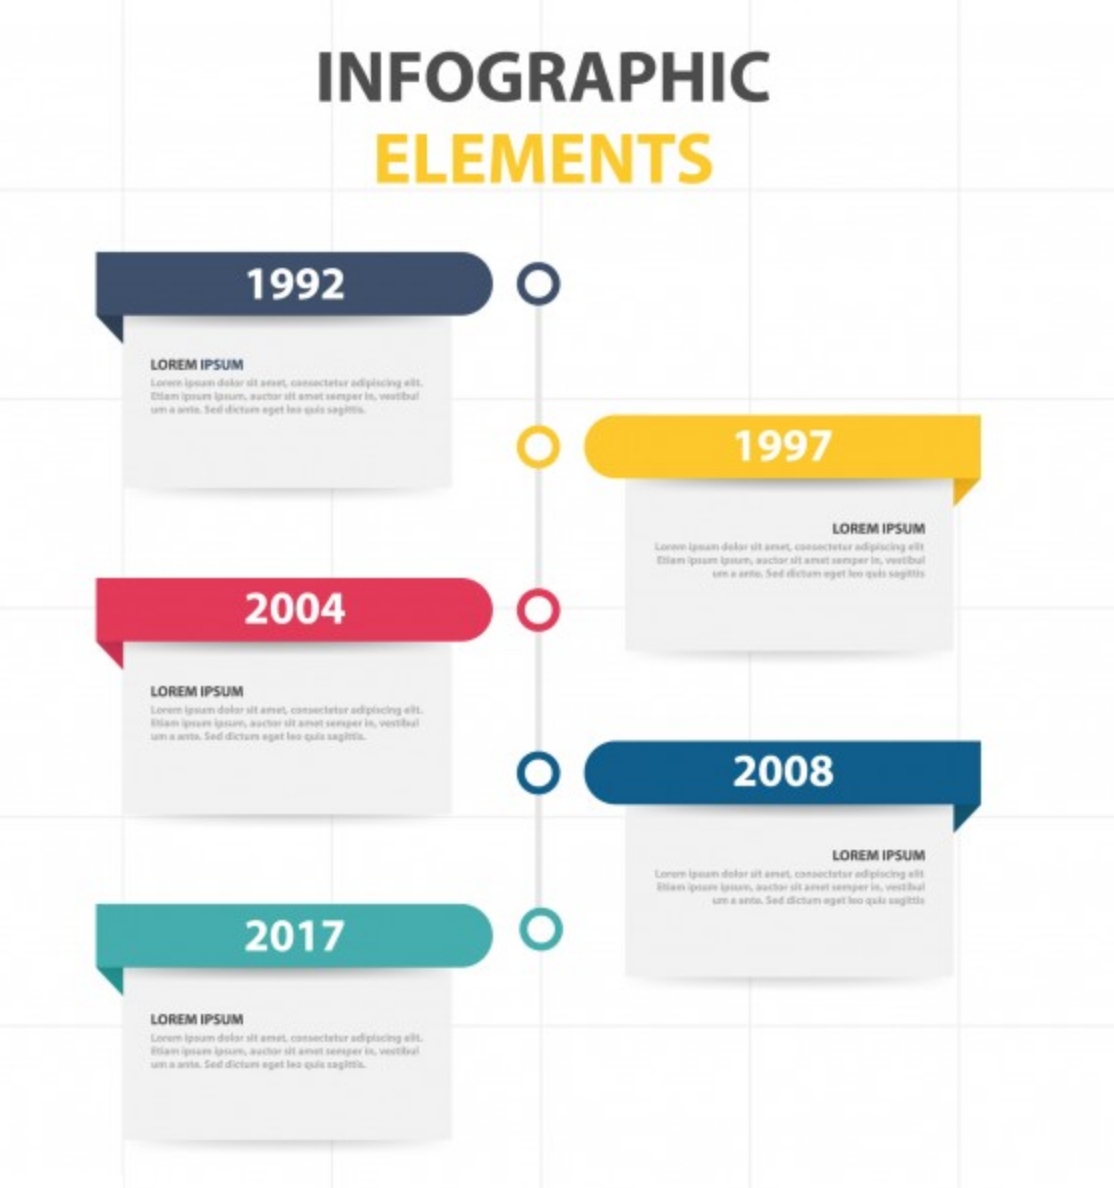 INFOGRAPHIC
ELEMENTS
1992
LOREM IPSUM
Lorem ipsum dolor sit amet, consectetur adipiscing elit.
Etiam ipsum ipsum, auctor sit amet semper in, vestibul
um a ante. Sed dictum eget leo quis sagittis.
1997
LOREM IPSUM
Lorem ipsum dolor sit amet, consectetur adipiscing elit
Etiam ipsum ipsum, auctor sit amet semper in, vestibul
um a ante. Sed dictum eget leo quis sagittis
2004
LOREM IPSUM
Lorem ipsum dolor sit amet, consectetur adipiscing elit.
Etiam ipsum ipsum, auctor sit amet semper in, vestibul
um a ante. Sed dictum eget leo quis sagittis.
2008
LOREM IPSUM
Lorem ipsum dolor sit amet, consectetur adipiscing elit
Etiam ipsum ipsum, auctor sit amet semper in, vestibul
um a ante. Sed dictum eget leo quis sagittis
2017
LOREM IPSUM
Lorem ipsum dolor sit amet, consectetur adipiscing elit.
Etiam ipsum ipsum, auctor sit amet semper in, vestibul
um a ante. Sed dictum eget leo quis sagittis.